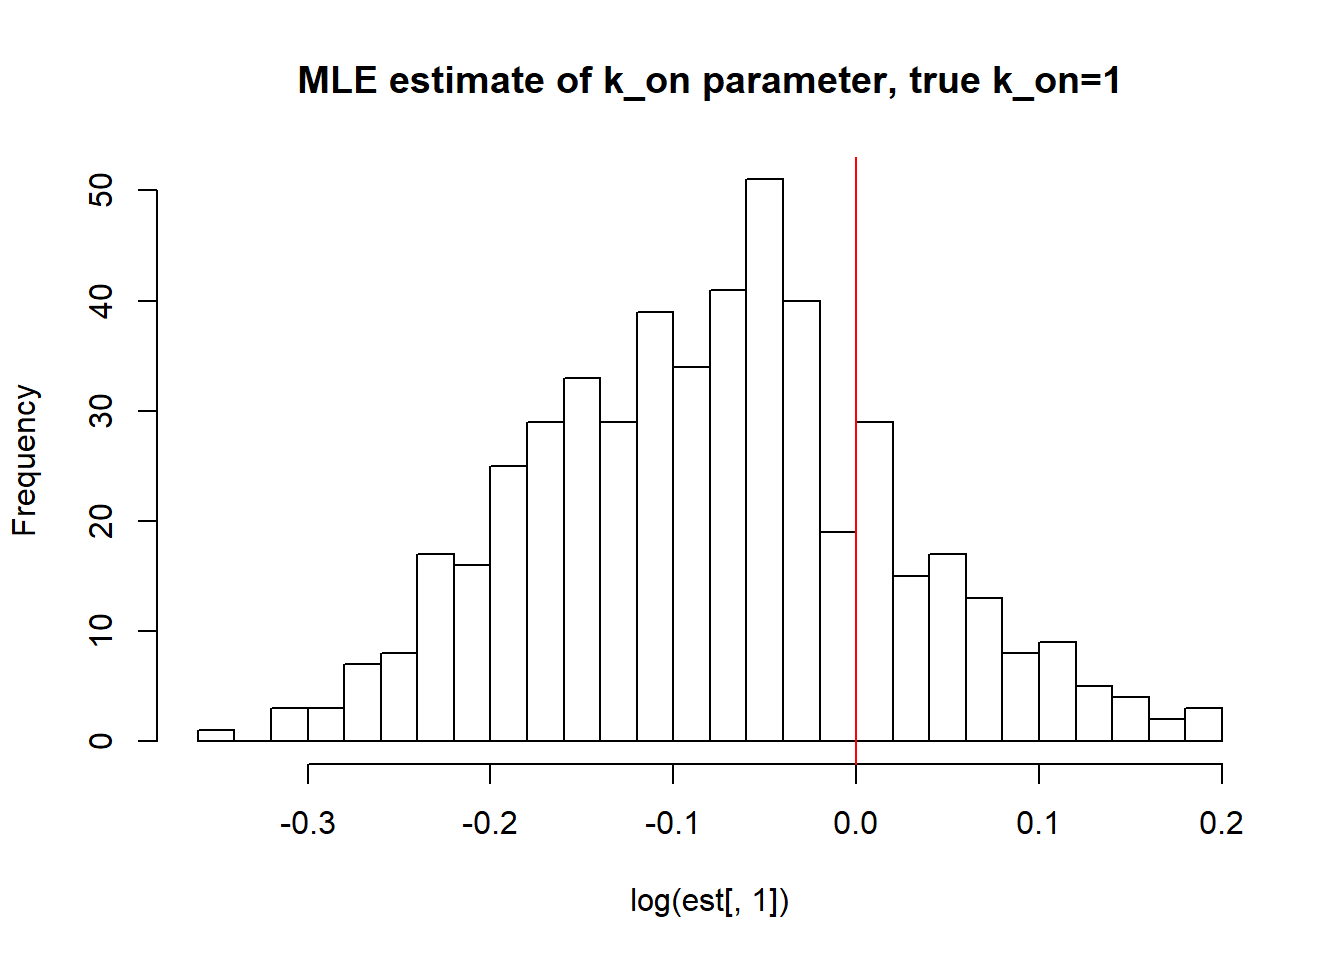 MLE estimate of k_on parameter, true k_on=1
Frequency
50
40
30
20
10
0
-0.3 -0.2 -0.1 0.0 0.1 0.2
log(est[, 1])